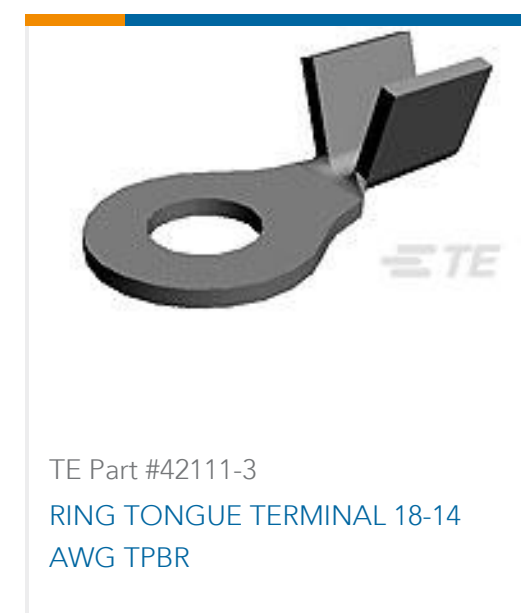 TE
TE Part #42111-3
RING TONGUE TERMINAL 18-14
AWG TPBR